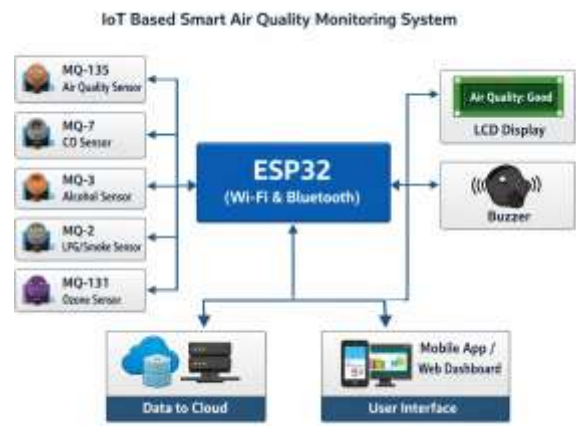 IoT Based Smart Air Quality Monitoring System
MQ-135
Air Quality Sensor
MQ-7
CO Sensor
MQ-3
Alcohol Sensor
MQ-2
LPG/Smoke Sensor
MQ-131
Ozone Sensor
ESP32
(Wi-Fi & Bluetooth)
Air Quality: Good
LCD Display
Buzzer
Data to Cloud
Mobile App /
Web Dashboard
User Interface